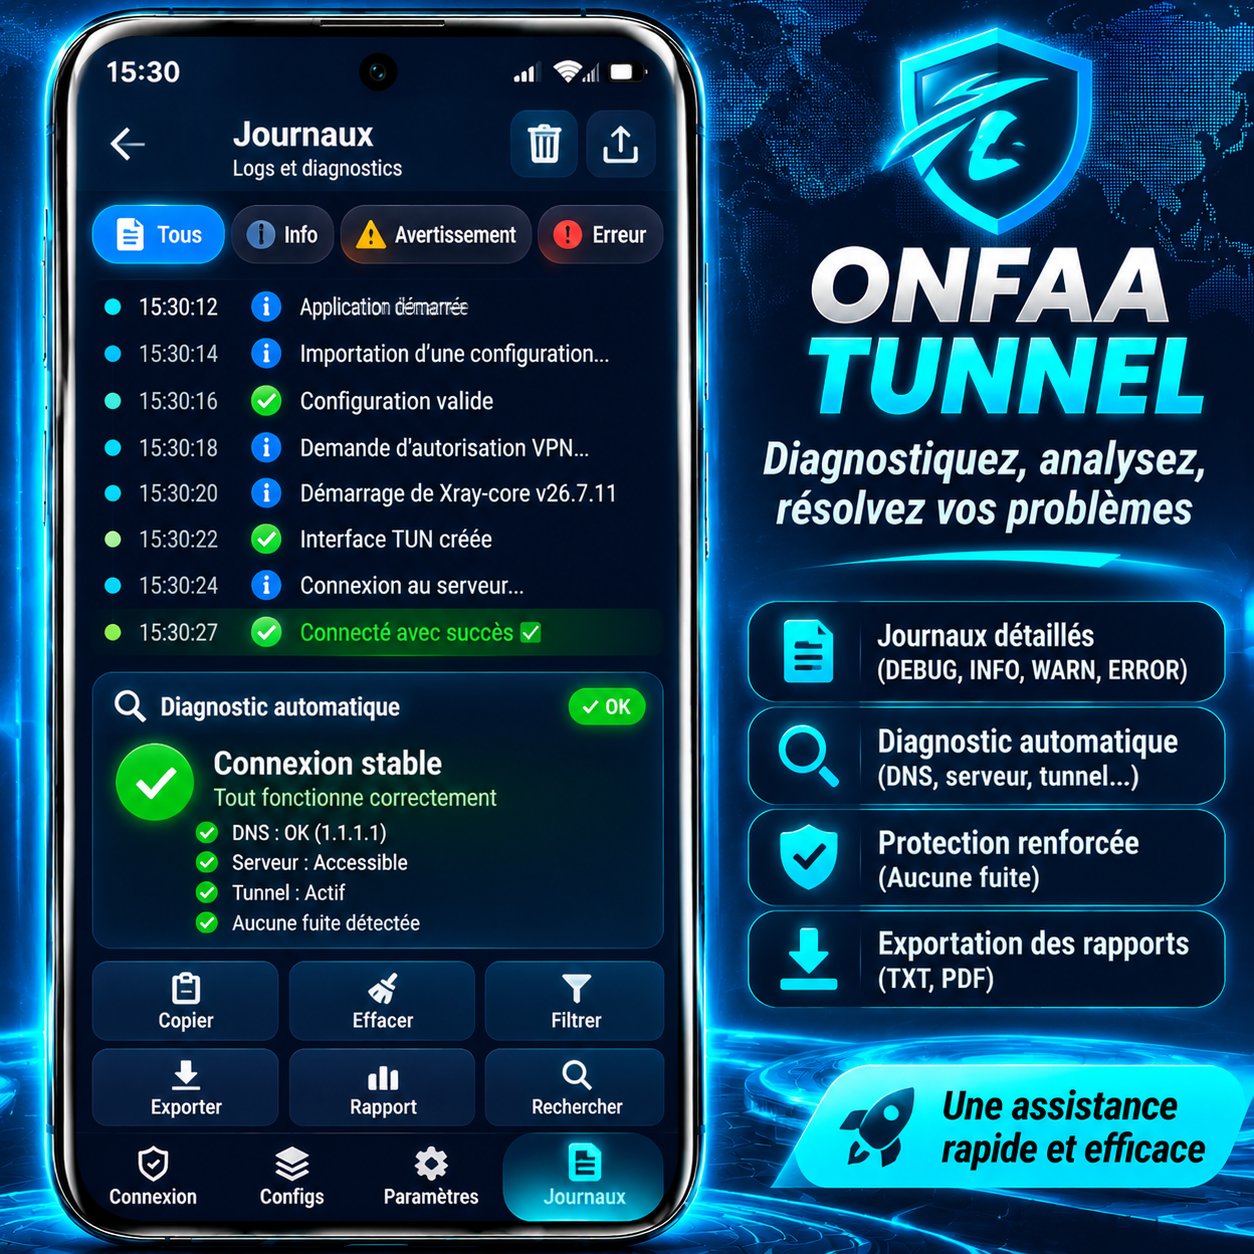 15:30
Journaux
Logs et diagnostics
Tous
Info
Avertissement
Erreur
15:30:12 Application démarrée
15:30:14 Importation d'une configuration...
15:30:16 Configuration valide
15:30:18 Demande d'autorisation VPN...
15:30:20 Démarrage de Xray-core v26.7.11
15:30:22 Interface TUN créée
15:30:24 Connexion au serveur...
15:30:27 Connecté avec succès ✅
Diagnostic automatique
✓ OK
Connexion stable
Tout fonctionne correctement
DNS : OK (1.1.1.1)
Serveur : Accessible
Tunnel : Actif
Aucune fuite détectée
Copier
Effacer
Filtrer
Exporter
Rapport
Rechercher
Connexion
Configs
Paramètres
Journaux
ONFAA
TUNNEL
Diagnostiquez, analysez,
résolvez vos problèmes
Journaux détaillés
(DEBUG, INFO, WARN, ERROR)
Diagnostic automatique
(DNS, serveur, tunnel...)
Protection renforcée
(Aucune fuite)
Exportation des rapports
(TXT, PDF)
Une assistance
rapide et efficace